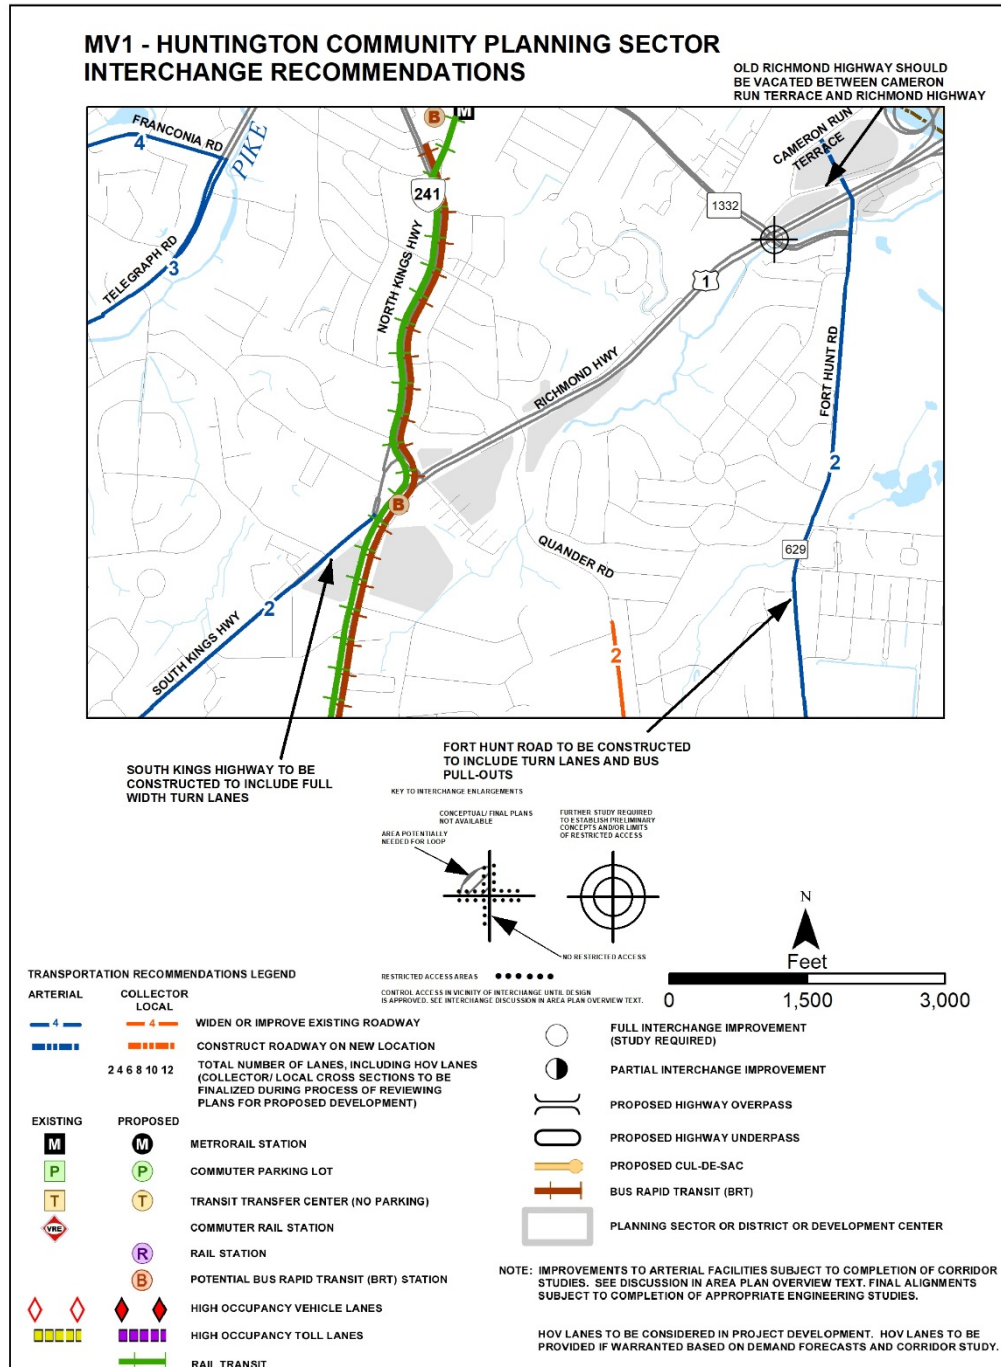 MV1 - HUNTINGTON COMMUNITY PLANNING SECTOR
INTERCHANGE RECOMMENDATIONS
OLD RICHMOND HIGHWAY SHOULD
BE VACATED BETWEEN CAMERON
RUN TERRACE AND RICHMOND HIGHWAY
FRANCONIA RD
4
PIKE
TELEGRAPH RD
3
B
M
241
NORTH KINGS HWY
CAMERON RUN
TERRACE
1332
1
RICHMOND HWY
FORT HUNT RD
2
629
B
QUANDER RD
2
SOUTH KINGS HWY
2
SOUTH KINGS HIGHWAY TO BE
CONSTRUCTED TO INCLUDE FULL
WIDTH TURN LANES
FORT HUNT ROAD TO BE CONSTRUCTED
TO INCLUDE TURN LANES AND BUS
PULL-OUTS
KEY TO INTERCHANGE ENLARGEMENTS
CONCEPTUAL/ FINAL PLANS
NOT AVAILABLE
AREA POTENTIALLY
NEEDED FOR LOOP
FURTHER STUDY REQUIRED
TO ESTABLISH PRELIMINARY
CONCEPTS AND/OR LIMITS
OF RESTRICTED ACCESS
NO RESTRICTED ACCESS
RESTRICTED ACCESS AREAS
CONTROL ACCESS IN VICINITY OF INTERCHANGE UNTIL DESIGN
IS APPROVED. SEE INTERCHANGE DISCUSSION IN AREA PLAN OVERVIEW TEXT.
N
Feet
0 1,500 3,000
TRANSPORTATION RECOMMENDATIONS LEGEND
ARTERIAL COLLECTOR
LOCAL
4 4 WIDEN OR IMPROVE EXISTING ROADWAY
CONSTRUCT ROADWAY ON NEW LOCATION
2 4 6 8 10 12 TOTAL NUMBER OF LANES, INCLUDING HOV LANES
(COLLECTOR/ LOCAL CROSS SECTIONS TO BE
FINALIZED DURING PROCESS OF REVIEWING
PLANS FOR PROPOSED DEVELOPMENT)
EXISTING PROPOSED
M M METRORAIL STATION
P P COMMUTER PARKING LOT
T T TRANSIT TRANSFER CENTER (NO PARKING)
VRE COMMUTER RAIL STATION
R RAIL STATION
B POTENTIAL BUS RAPID TRANSIT (BRT) STATION
HIGH OCCUPANCY VEHICLE LANES
HIGH OCCUPANCY TOLL LANES
RAIL TRANSIT
FULL INTERCHANGE IMPROVEMENT
(STUDY REQUIRED)
PARTIAL INTERCHANGE IMPROVEMENT
PROPOSED HIGHWAY OVERPASS
PROPOSED HIGHWAY UNDERPASS
PROPOSED CUL-DE-SAC
BUS RAPID TRANSIT (BRT)
PLANNING SECTOR OR DISTRICT OR DEVELOPMENT CENTER
NOTE: IMPROVEMENTS TO ARTERIAL FACILITIES SUBJECT TO COMPLETION OF CORRIDOR
STUDIES. SEE DISCUSSION IN AREA PLAN OVERVIEW TEXT. FINAL ALIGNMENTS
SUBJECT TO COMPLETION OF APPROPRIATE ENGINEERING STUDIES.
HOV LANES TO BE CONSIDERED IN PROJECT DEVELOPMENT. HOV LANES TO BE
PROVIDED IF WARRANTED BASED ON DEMAND FORECASTS AND CORRIDOR STUDY.